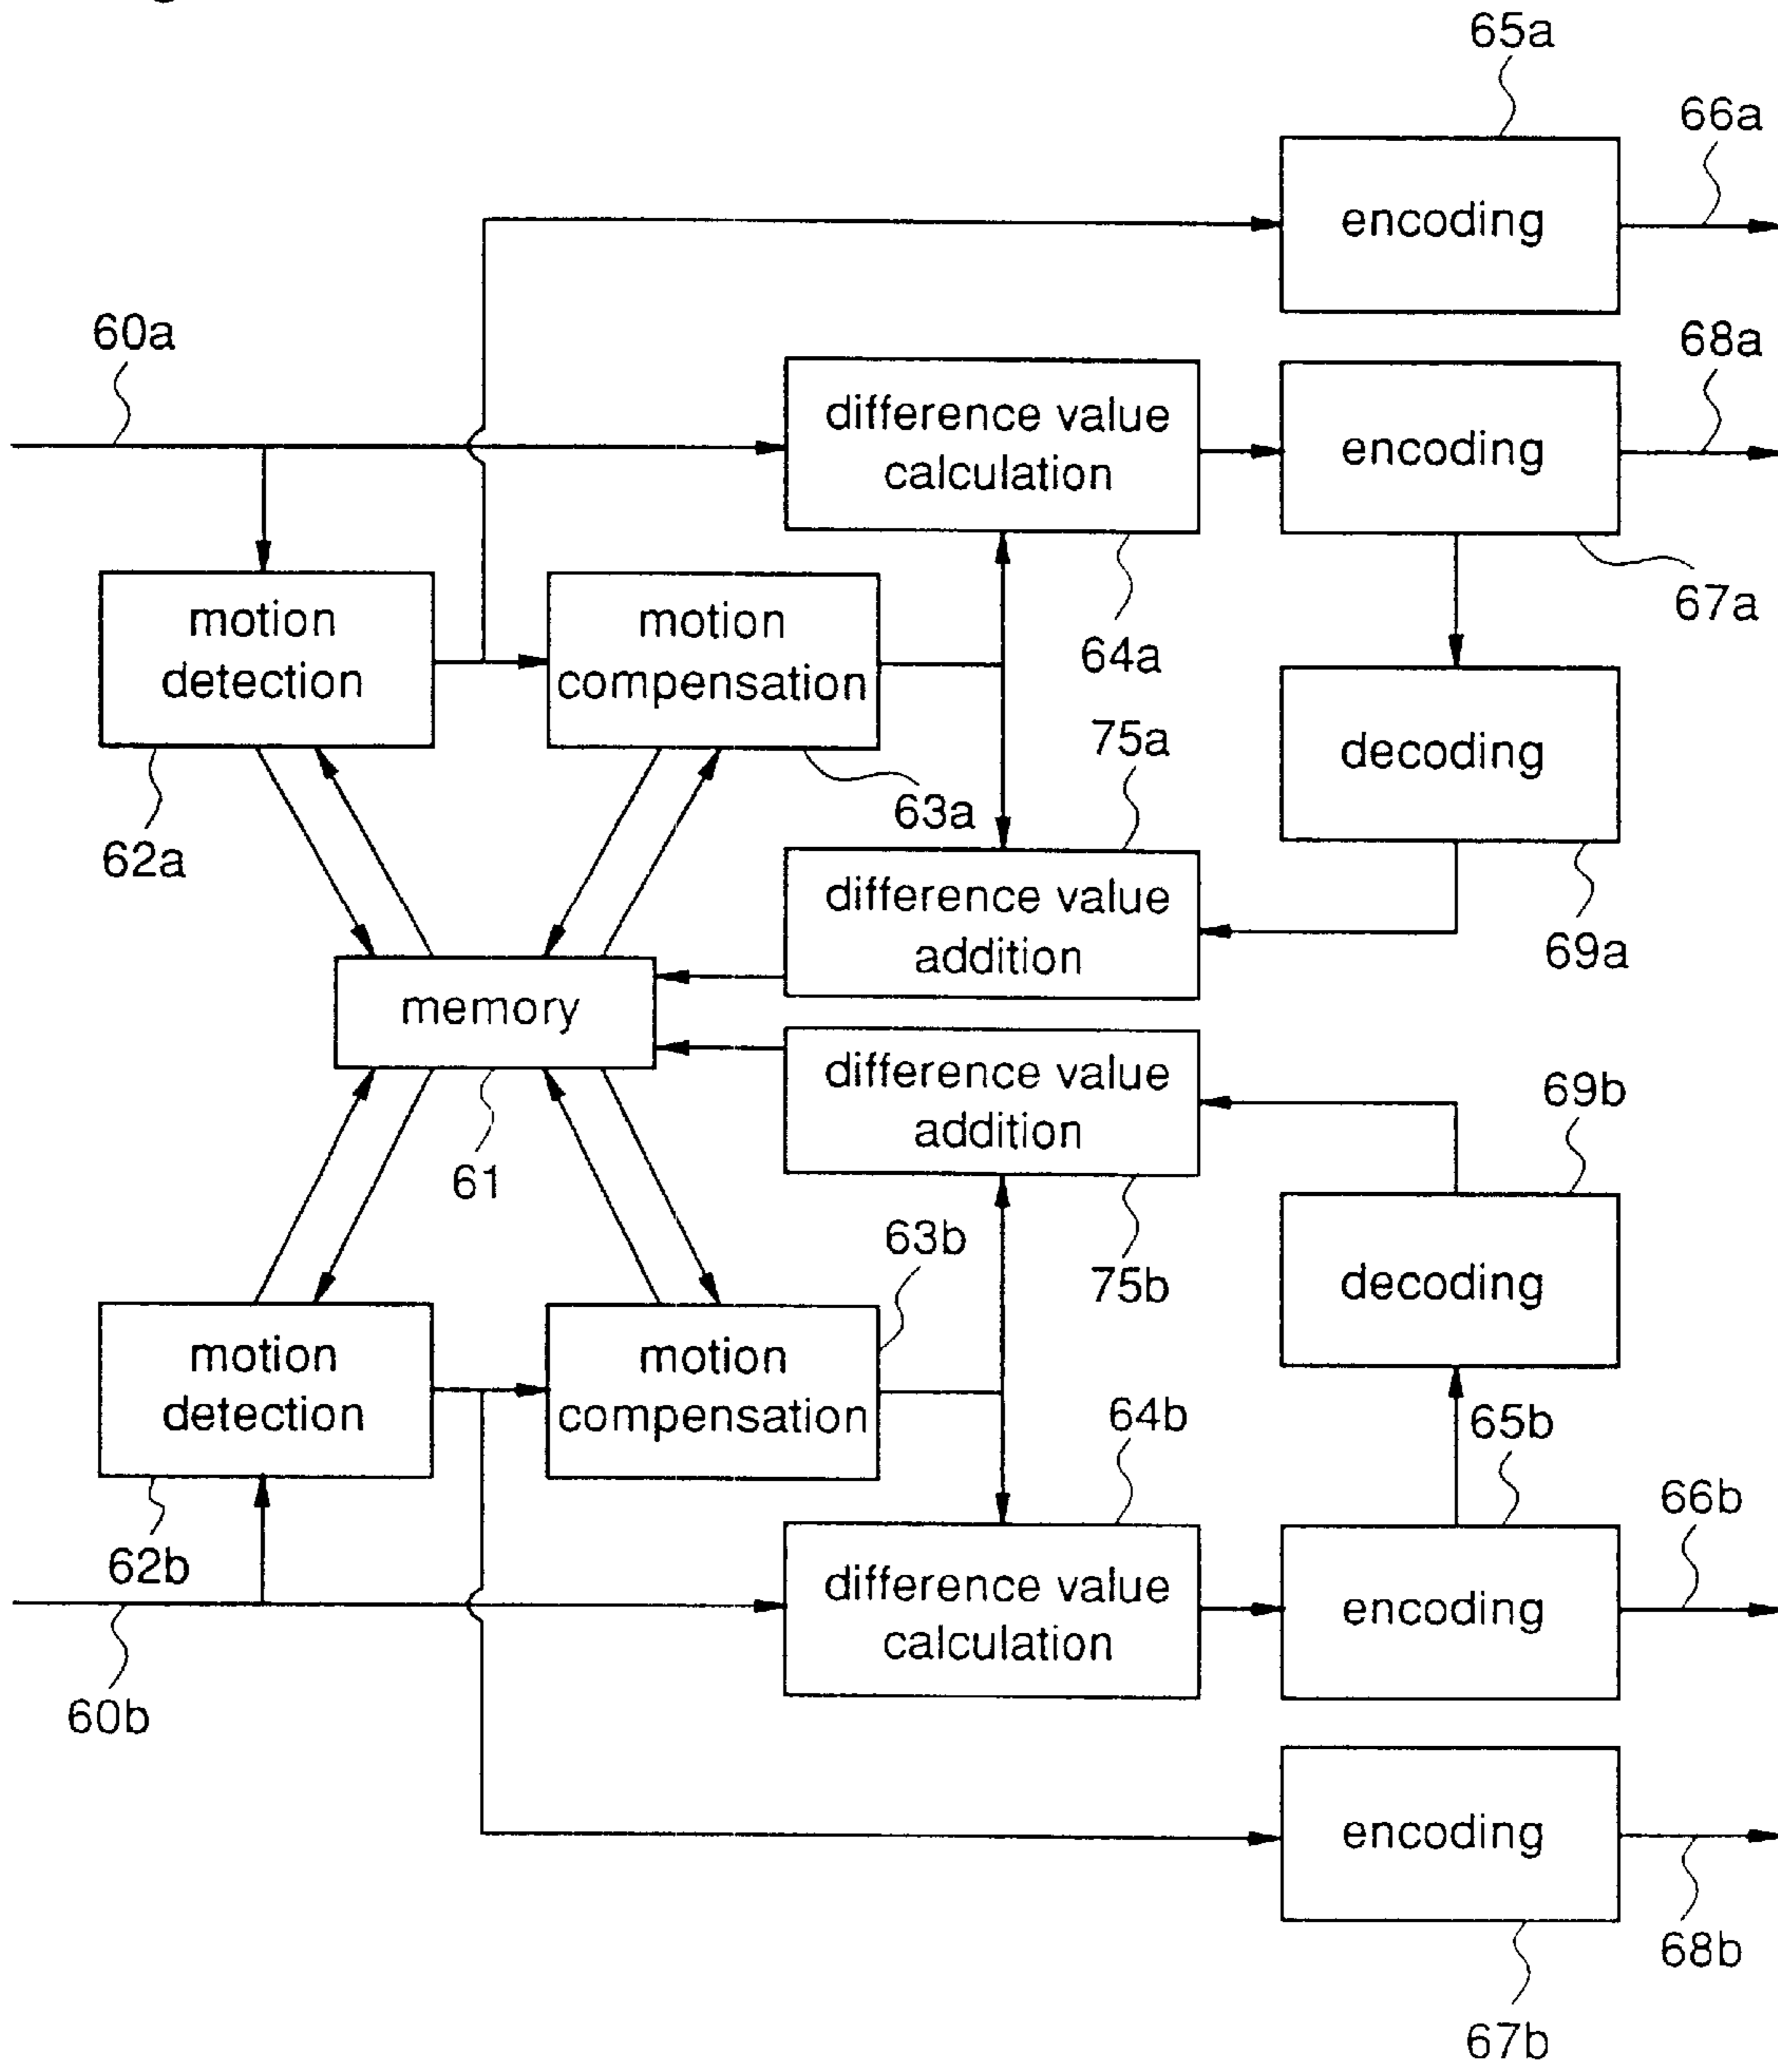 65a
66a
encoding
60a
68a
difference value
calculation
encoding
motion
detection
motion
compensation
64a
67a
75a
decoding
62a
63a
difference value
addition
69a
memory
difference value
addition
69b
61
63b
75b
decoding
motion
detection
motion
compensation
64b
65b
66b
62b
difference value
calculation
encoding
60b
encoding
68b
67b